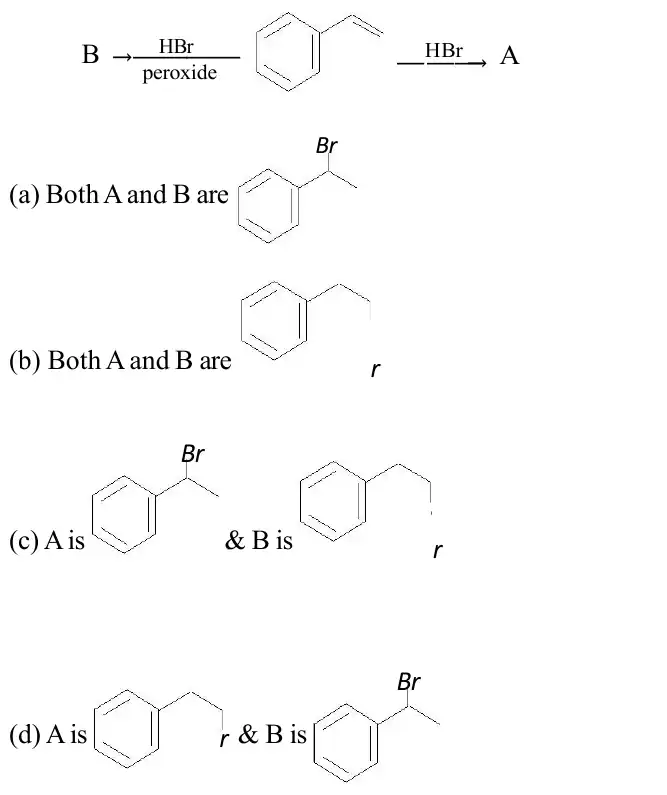 B → HBr HBr → A
peroxide
Br
(a) Both A and B are
(b) Both A and B are
r
Br
(c) A is & B is
r
Br
(d) A is r & B is